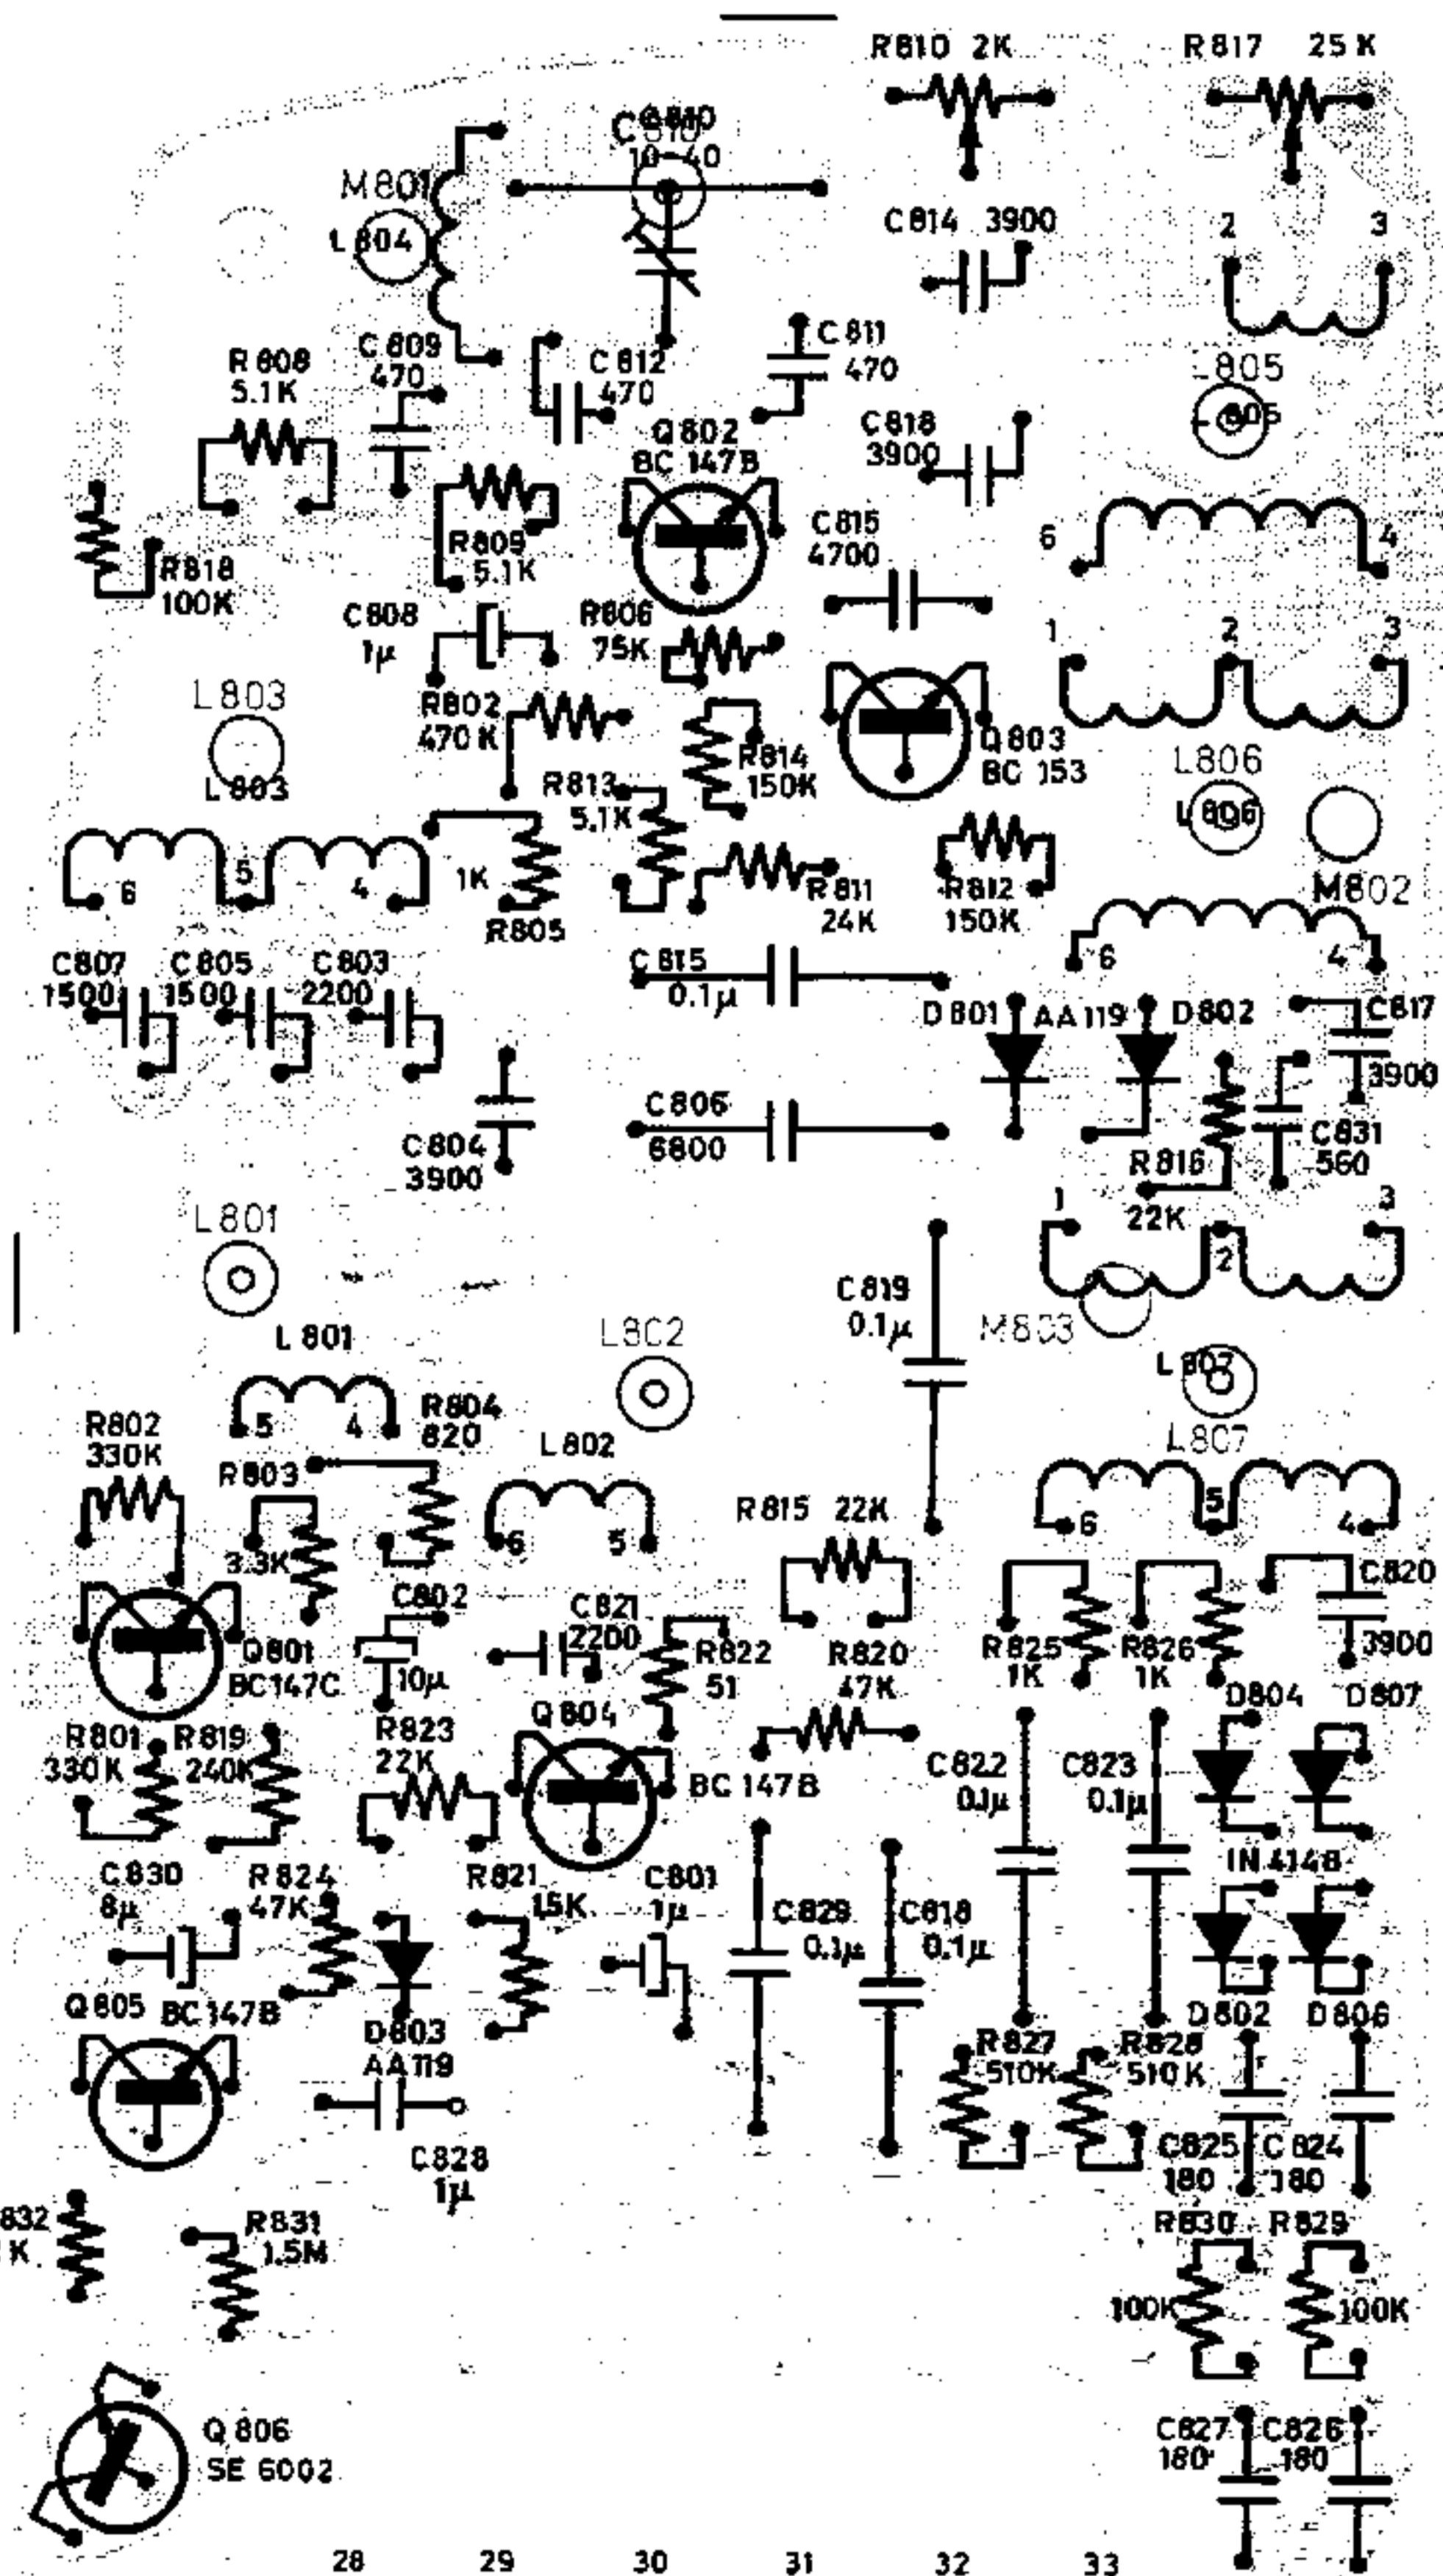 R810 2K
R817 25K
C810
10-40
M801
L804
C814 3900
2 3
C809
470
R808
5.1K
C812
470
C811
470
L805
L805
Q802
BC 147B
C818
3900
R809
5.1K
C815
4700
6 4
R818
100K
C808
1μ
R806
75K
1 2 3
L803
L803
R802
470K
R814
150K
Q803
BC 153
L806
L806
R813
5.1K
6 5 4
1K
R805
R811
24K
R812
150K
M802
6 4
C807
1500
C805
1500
C803
2200
C815
0.1μ
D801 AA119 D802
C817
3900
C804
3900
C806
6800
R816
22K
C831
560
1 2 3
L801
L801
L802
C819
0.1μ
M803
L807
L807
R802
330K
5 4
R804
820
L802
R803
3.3K
6 5
R815 22K
6 5 4
C802
10μ
C821
2200
R822
51
R820
47K
R825
1K
R826
1K
C820
3900
Q801
BC147C
Q804
BC 147B
D804 D807
R801
330K
R819
240K
R823
22K
C822
0.1μ
C823
0.1μ
IN4148
C830
8μ
R824
47K
R821
15K
C801
1μ
C829
0.1μ
C818
0.1μ
Q805 BC147B
D803
AA119
D802 D806
R827
510K
R828
510K
C828
1μ
C825
180
C824
180
832
K
R831
1.5M
R830 R829
100K 100K
Q806
SE 6002
C827
180
C826
180
28 29 30 31 32 33